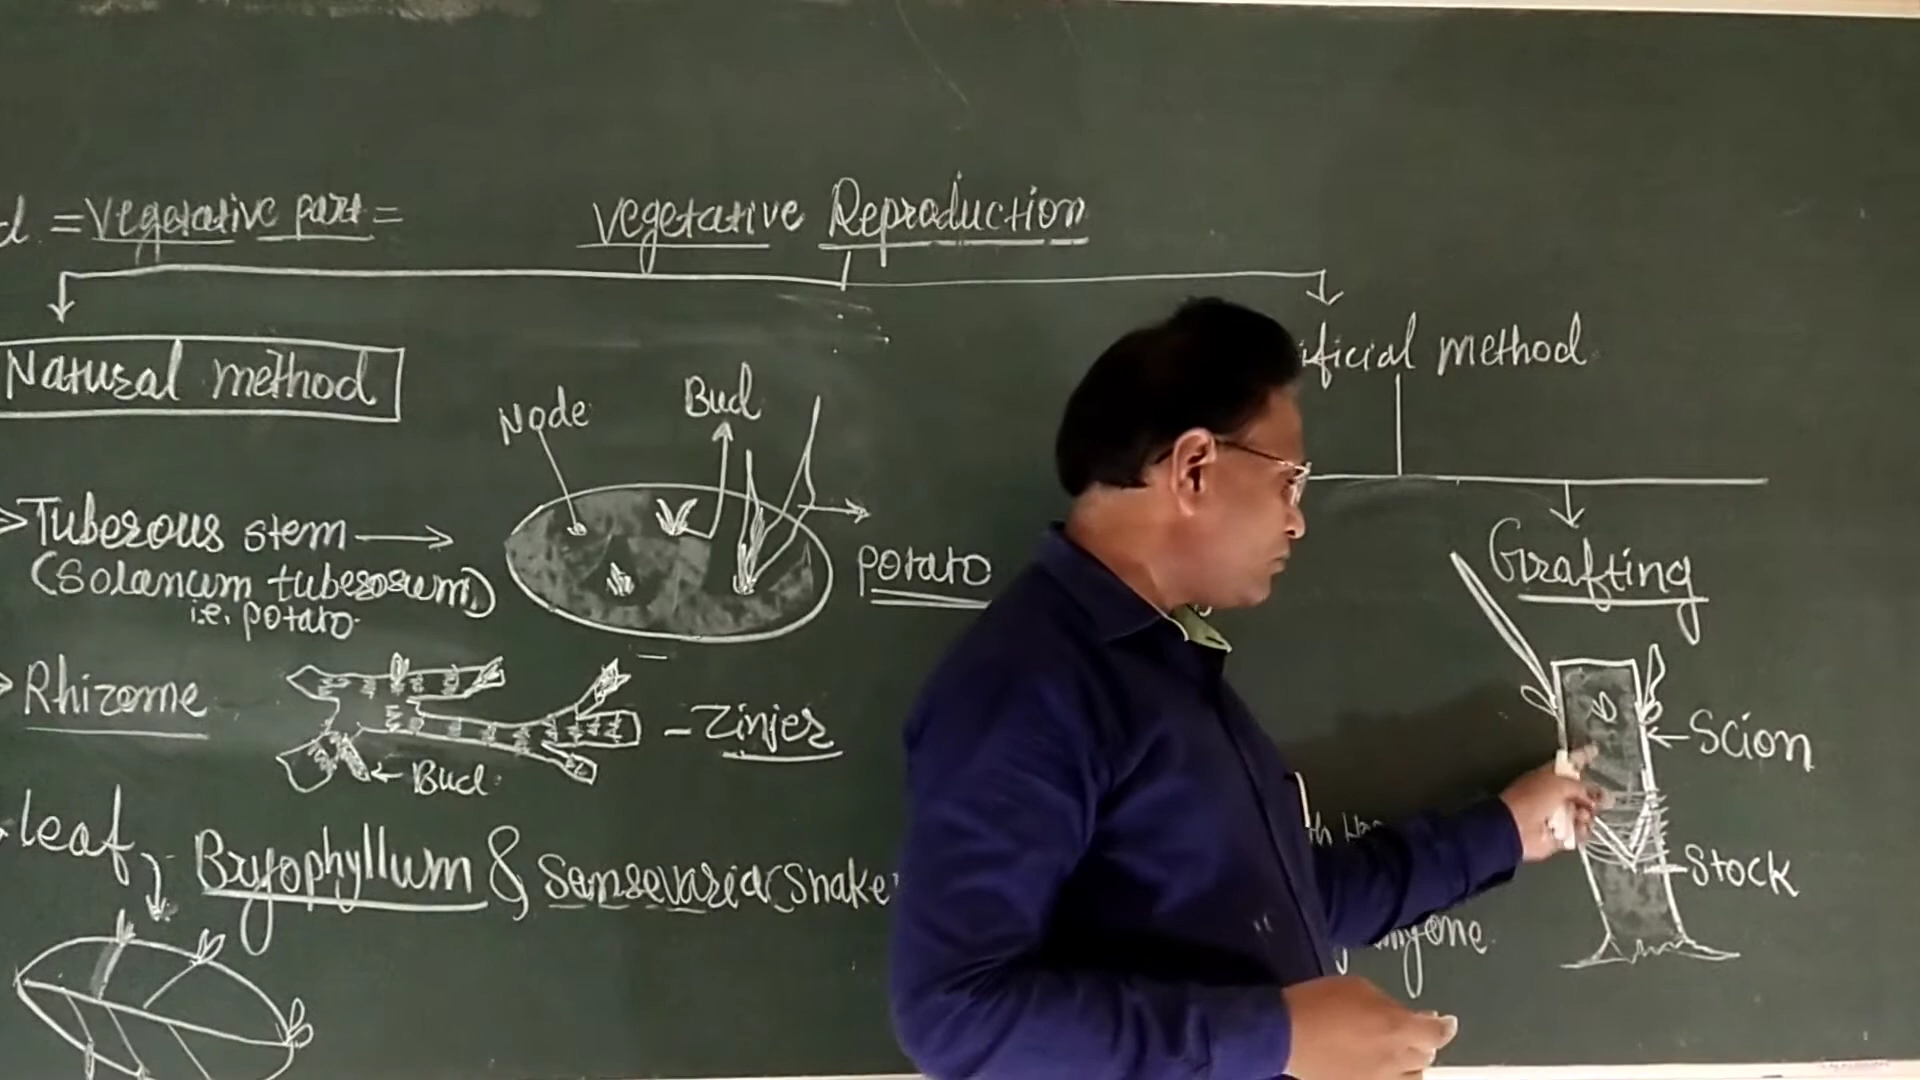 = Vegetative part =
Vegetative Reproduction
Natural method
ificial method
Node
Bud
Tuberous stem
(Solanum tuberosum)
i.e. potato
potato
Grafting
Rhizome
- Zinjer
Bud
Scion
Stock
leaf
Bryophyllum & Sansevaria (Snake